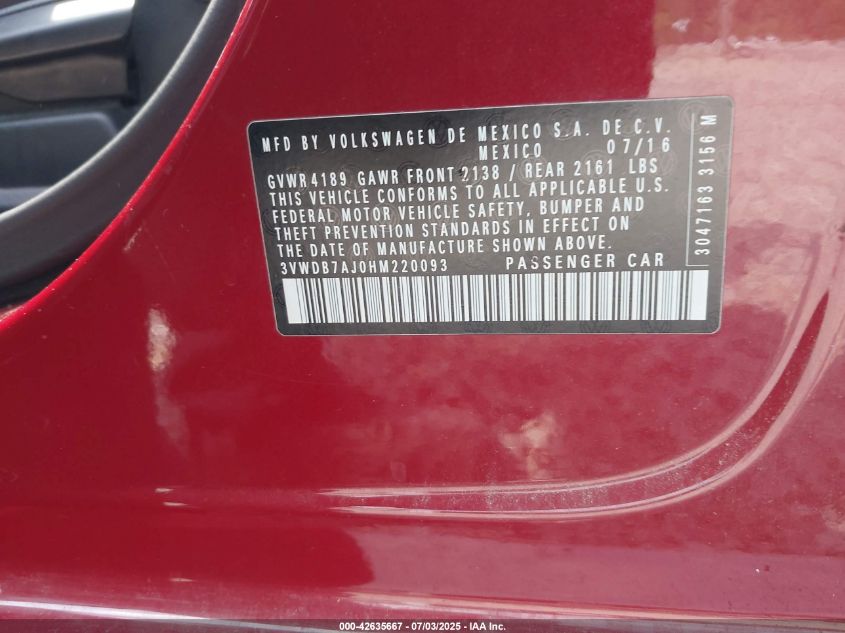 MFD BY VOLKSWAGEN DE MEXICO S.A. DE C.V.
MEXICO 07/16
GVWR 4189 GAWR FRONT 2138 / REAR 2161 LBS
THIS VEHICLE CONFORMS TO ALL APPLICABLE U.S.
FEDERAL MOTOR VEHICLE SAFETY, BUMPER AND
THEFT PREVENTION STANDARDS IN EFFECT ON
THE DATE OF MANUFACTURE SHOWN ABOVE.
3VWDB7AJ0HM220093 PASSENGER CAR
3047163 3156 M
000-42635667 - 07/03/2025 - IAA Inc.